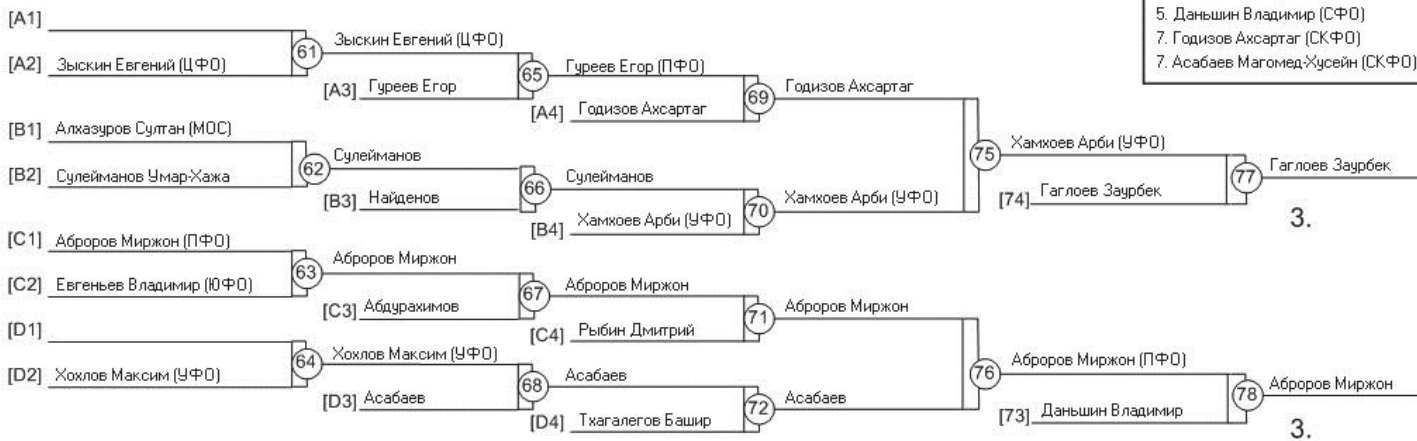 5. Даньшин Владимир (СФО)
7. Годизов Ахсартаг (СКФО)
7. Асабаев Магомед-Хусейн (СКФО)
[A1]
61
[A2] Зыскин Евгений (ЦФО)
Зыскин Евгений (ЦФО)
65
[A3] Гуреев Егор
Гуреев Егор (ПФО)
69
[A4] Годизов Ахсартаг
Годизов Ахсартаг
[B1] Алхазуров Султан (МОС)
62
[B2] Сулейманов Умар-Хажа
Сулейманов
66
[B3] Найденов
Сулейманов
70
[B4] Хамхоев Арби (УФО)
Хамхоев Арби (УФО)
75
Хамхоев Арби (УФО)
77
[74] Гаглоев Заурбек
Гаглоев Заурбек
3.
[C1] Аброров Миржон (ПФО)
63
[C2] Евгеньев Владимир (ЮФО)
Аброров Миржон
67
[C3] Абдурахимов
Аброров Миржон
71
[C4] Рыбин Дмитрий
Аброров Миржон
[D1]
64
[D2] Хохлов Максим (УФО)
Хохлов Максим (УФО)
68
[D3] Асабаев
Асабаев
72
[D4] Тхагалегов Башир
Асабаев
76
Аброров Миржон (ПФО)
78
[73] Даньшин Владимир
Аброров Миржон
3.